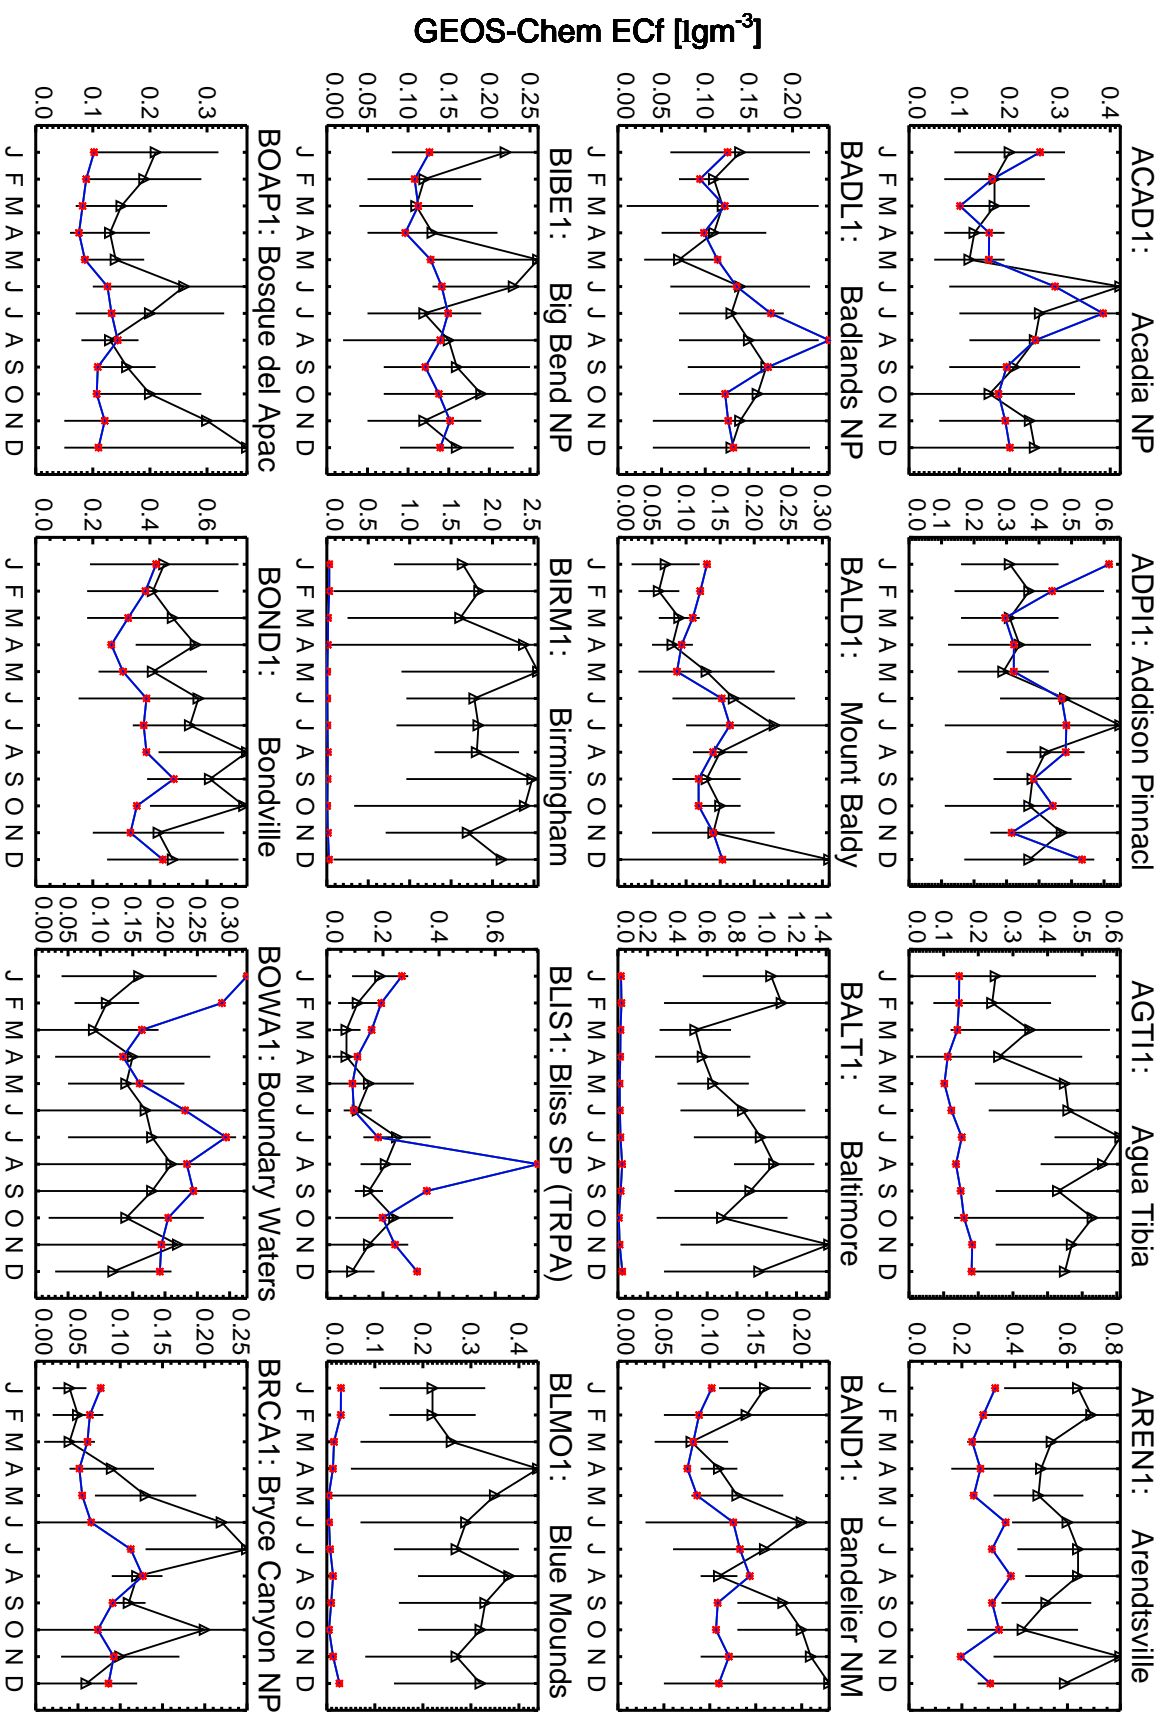 GEOS-Chem ECf [Igm-3]
ACAD1: Acadia NP
0.4
0.3
0.2
0.1
0.0
J F M A M J J A S O N D
ADPI1: Addison Pinnacl
0.6
0.5
0.4
0.3
0.2
0.1
0.0
J F M A M J J A S O N D
AGTI1: Agua Tibia
0.6
0.5
0.4
0.3
0.2
0.1
0.0
J F M A M J J A S O N D
AREN1: Arendtsville
0.8
0.6
0.4
0.2
0.0
J F M A M J J A S O N D
BADL1: Badlands NP
0.20
0.15
0.10
0.05
0.00
J F M A M J J A S O N D
BALD1: Mount Baldy
0.30
0.25
0.20
0.15
0.10
0.05
0.00
J F M A M J J A S O N D
BALT1: Baltimore
1.4
1.2
1.0
0.8
0.6
0.4
0.2
0.0
J F M A M J J A S O N D
BAND1: Bandelier NM
0.20
0.15
0.10
0.05
0.00
J F M A M J J A S O N D
BIBE1: Big Bend NP
0.25
0.20
0.15
0.10
0.05
0.00
J F M A M J J A S O N D
BIRM1: Birmingham
2.5
2.0
1.5
1.0
0.5
0.0
J F M A M J J A S O N D
BLIS1: Bliss SP (TRPA)
0.6
0.4
0.2
0.0
J F M A M J J A S O N D
BLMO1: Blue Mounds
0.4
0.3
0.2
0.1
0.0
J F M A M J J A S O N D
BOAP1: Bosque del Apac
0.3
0.2
0.1
0.0
J F M A M J J A S O N D
BOND1: Bondville
0.6
0.4
0.2
0.0
J F M A M J J A S O N D
BOWA1: Boundary Waters
0.30
0.25
0.20
0.15
0.10
0.05
0.00
J F M A M J J A S O N D
BRCA1: Bryce Canyon NP
0.25
0.20
0.15
0.10
0.05
0.00
J F M A M J J A S O N D